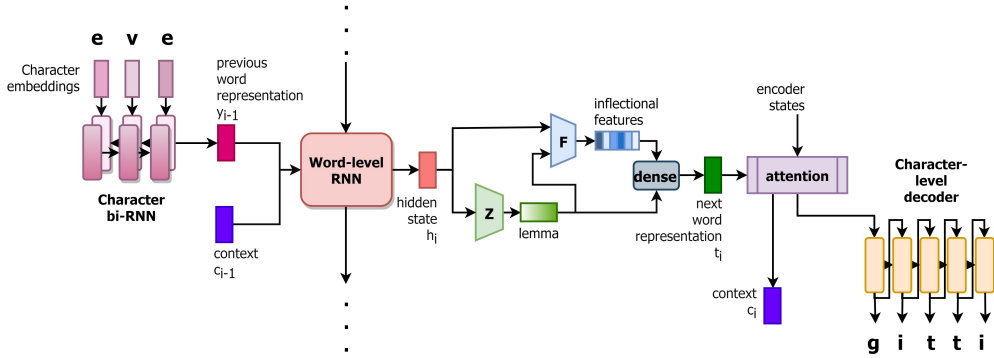 e v e
Character
embeddings
Character
bi-RNN
previous
word
representation
yi-1
context
ci-1
Word-level
RNN
hidden
state
hi
Z
lemma
F
inflectional
features
dense
next
word
representation
ti
encoder
states
attention
context
ci
Character-
level
decoder
g i t t i